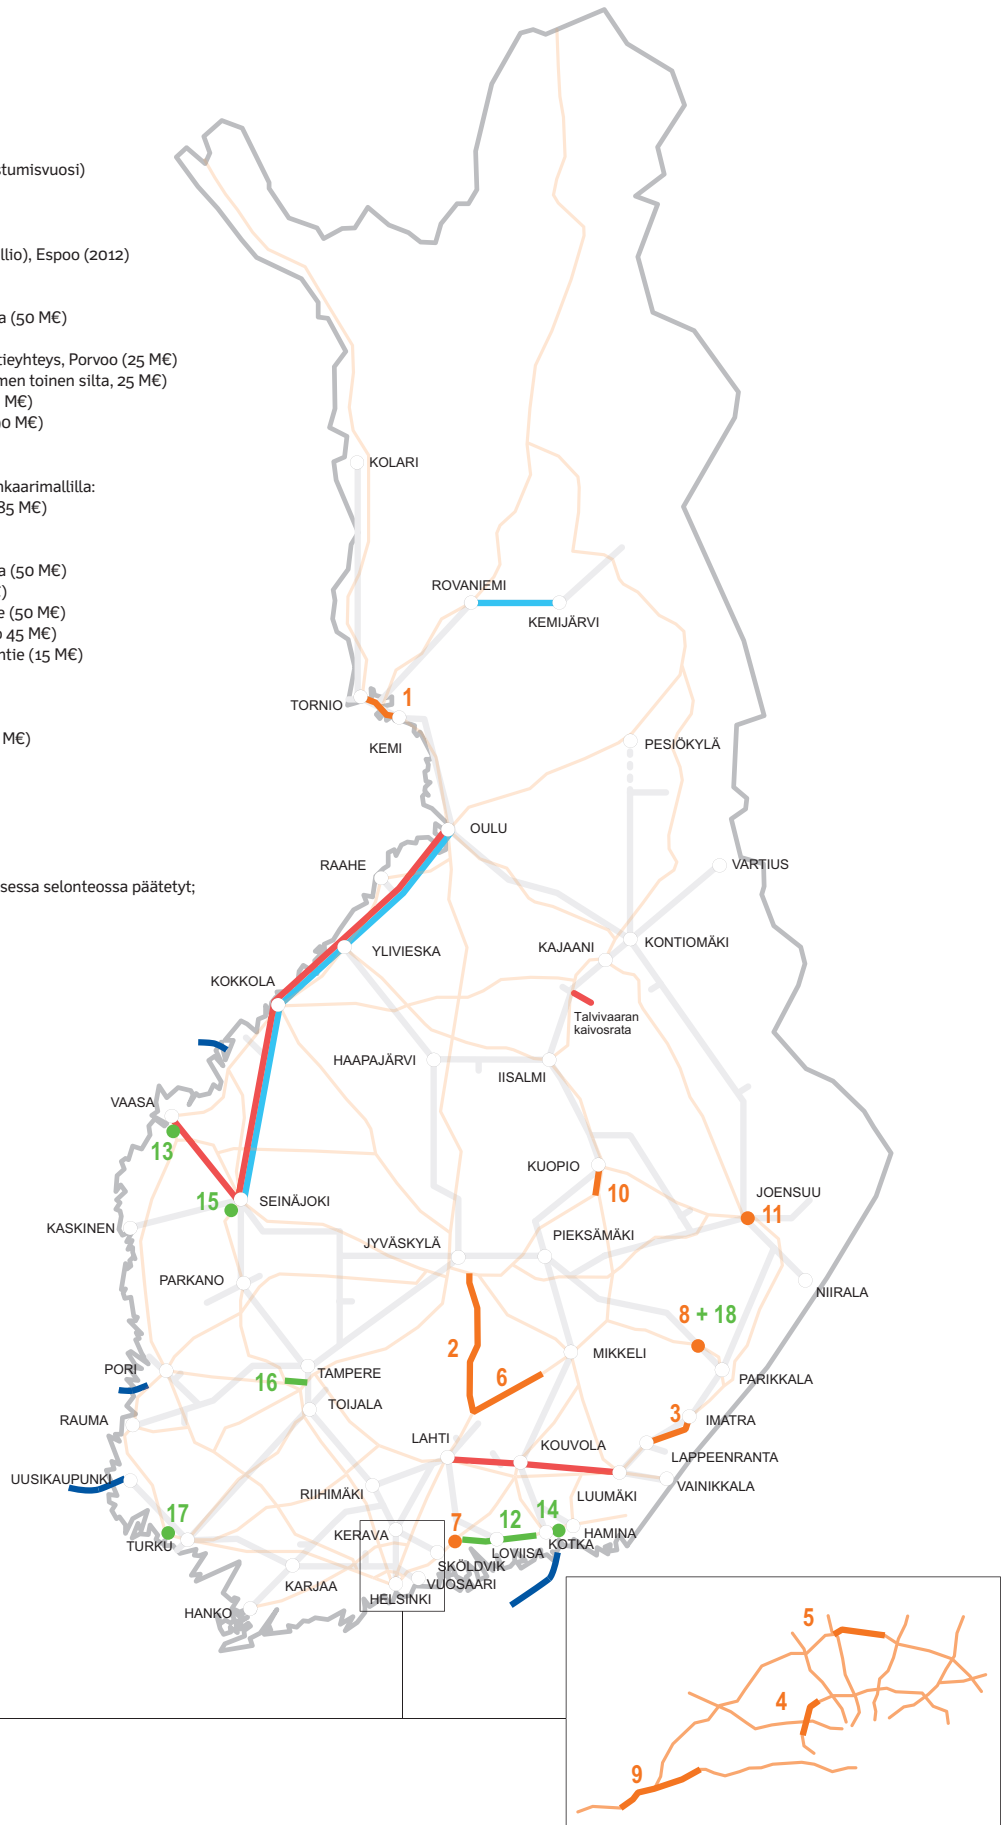 stumisvuosi)
llio), Espoo (2012)
a (50 M€)
tieyhteys, Porvoo (25 M€)
men toinen silta, 25 M€)
M€)
0 M€)
nkaarimallilla:
85 M€)
a (50 M€)
€)
e (50 M€)
o 45 M€)
ntie (15 M€)
M€)
sessa selonteossa päätetyt;
KOLARI
ROVANIEMI
KEMIJÄRVI
TORNIO
1
KEMI
PESIÖKYLÄ
OULU
RAAHE
VARTIUS
YLIVIESKA
KAJAANI
KONTIOMÄKI
KOKKOLA
Talvivaaran
kaivosrata
HAAPAJÄRVI
IISALMI
VAASA
13
KUOPIO
10
JOENSUU
11
15
SEINÄJOKI
KASKINEN
JYVÄSKYLÄ
PIEKSÄMÄKI
PARKANO
NIIRALA
8 + 18
2
MIKKELI
PORI
TAMPERE
6
PARIKKALA
16
TOIJALA
RAUMA
3
IMATRA
LAHTI
KOUVOLA
LAPPEENRANTA
UUSIKAUPUNKI
VAINIKKALA
RIIHIMÄKI
LUUMÄKI
17
14
7
12
TURKU
KERAVA
HAMINA
KOTKA
LOVIISA
SKÖLDVIK
KARJAA
VUOSAARI
HELSINKI
HANKO
5
4
9